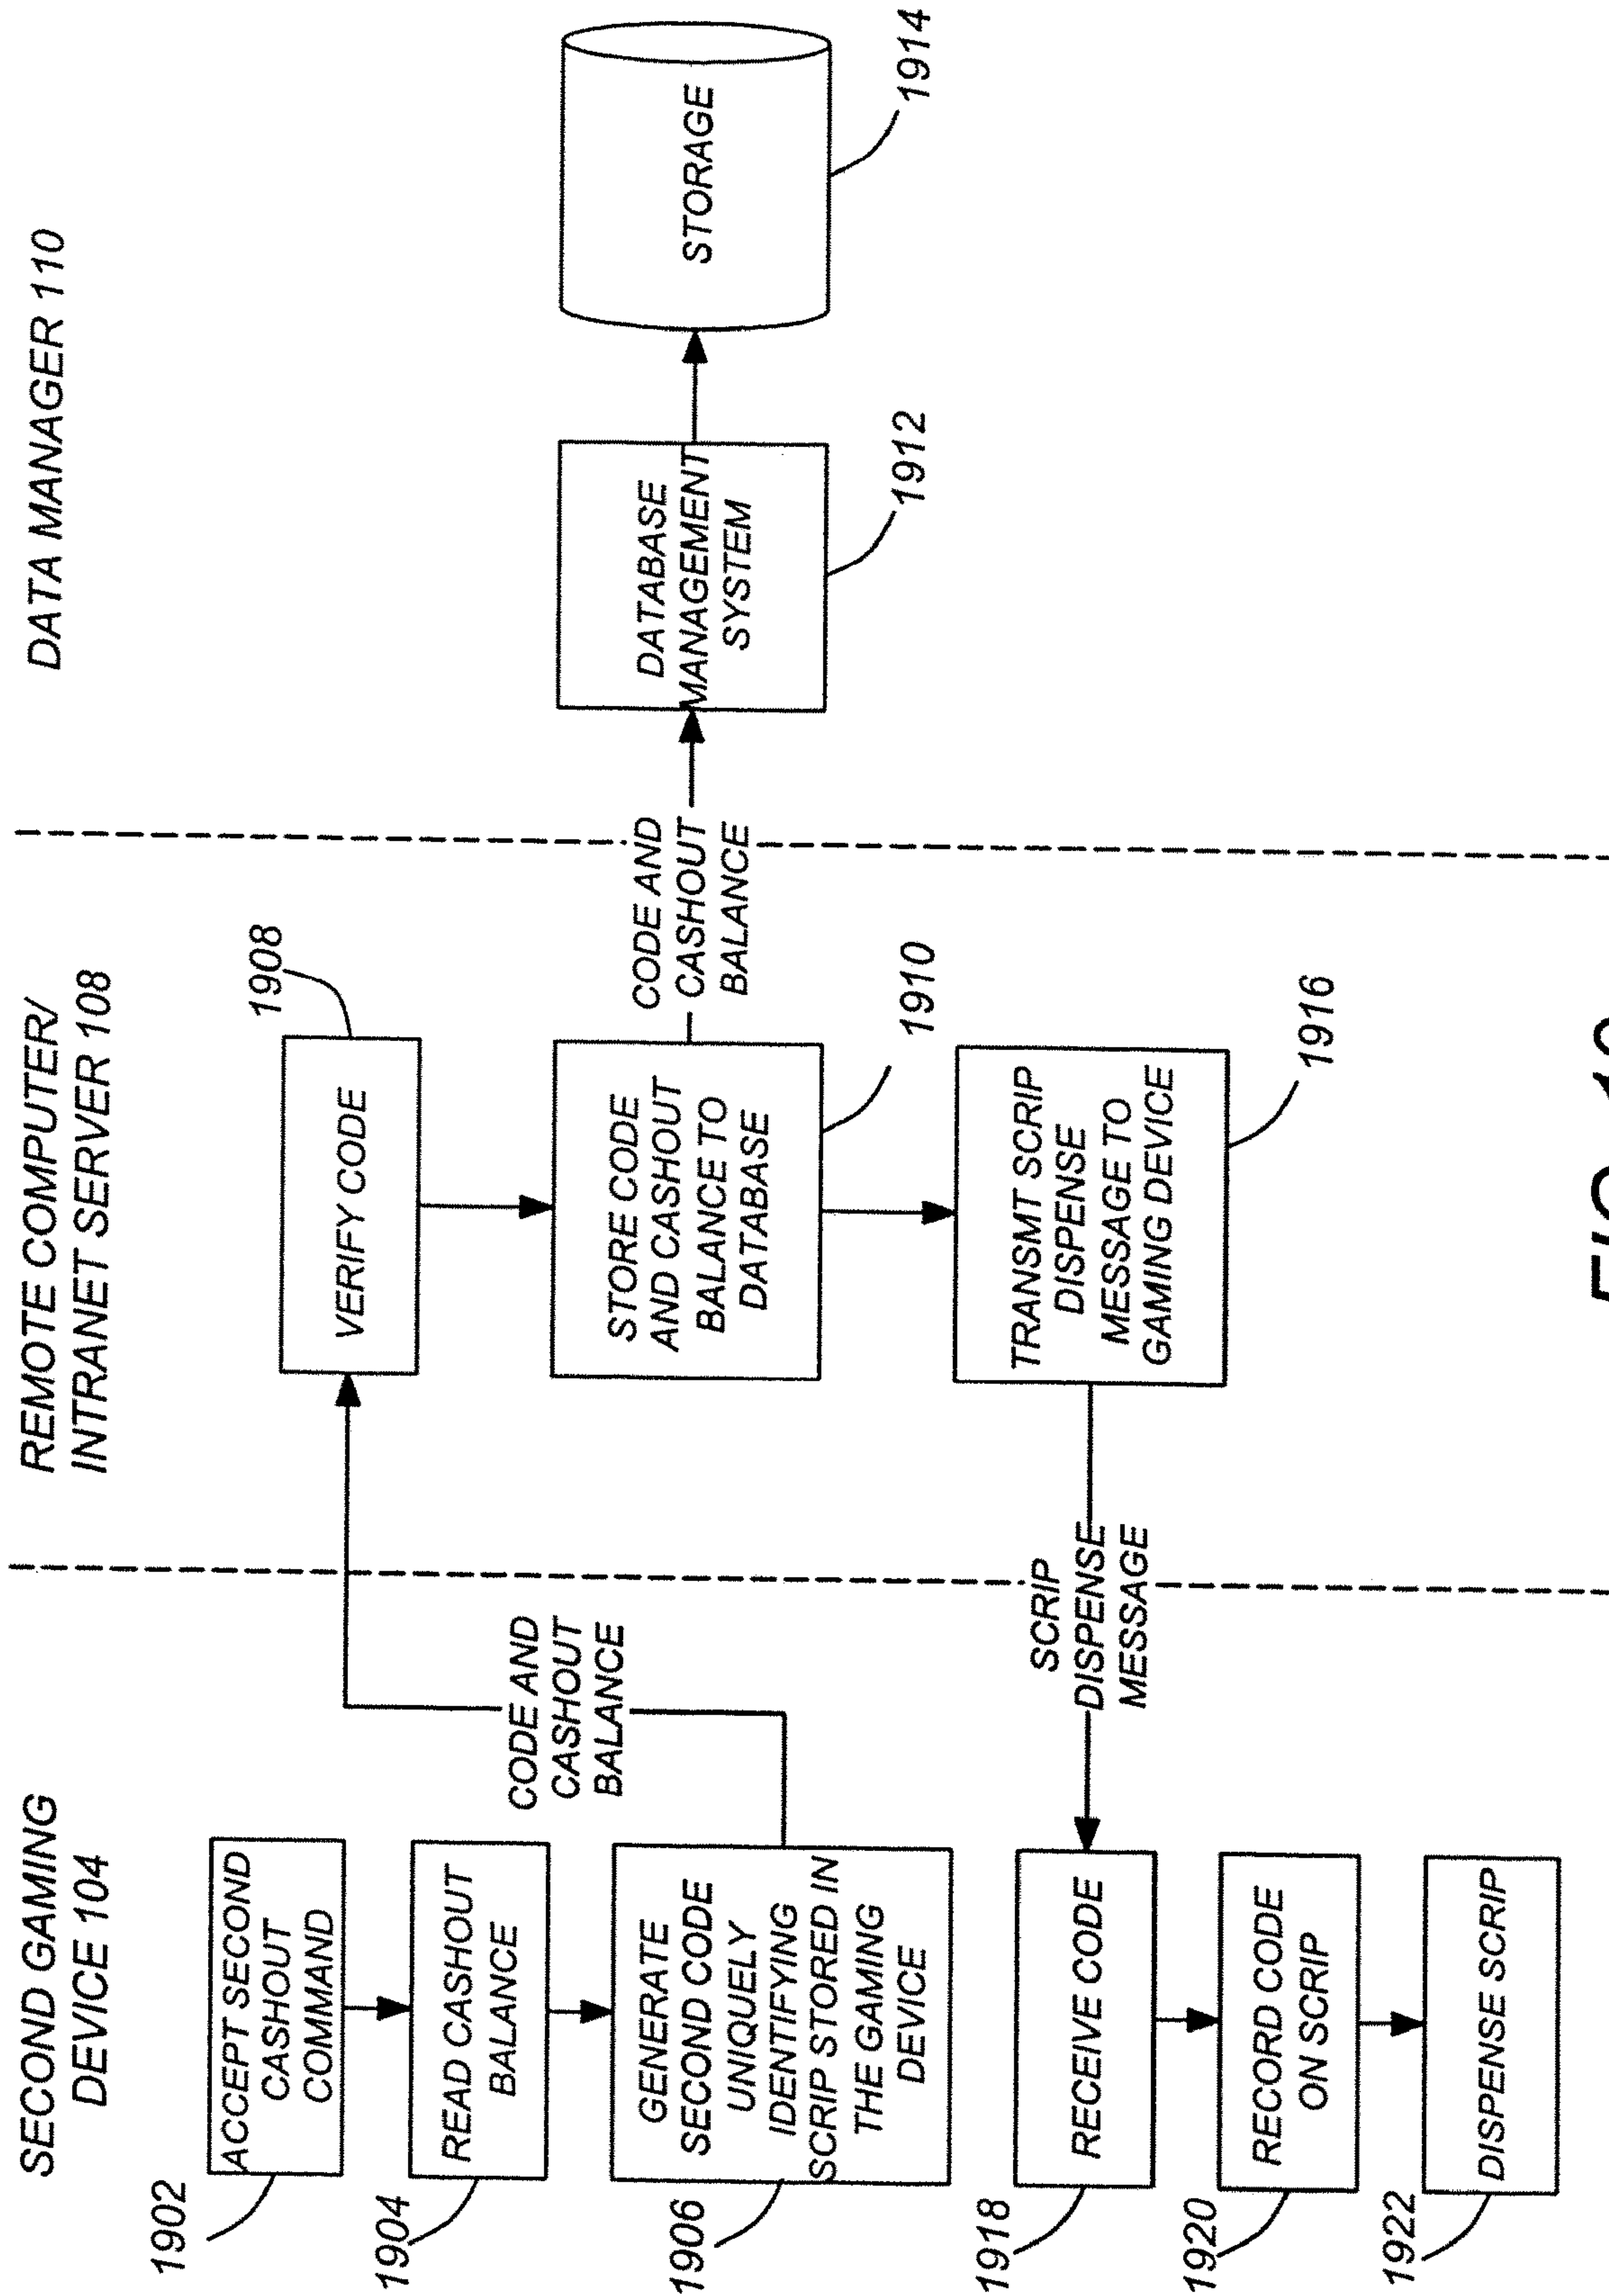 SECOND GAMING
DEVICE 104
REMOTE COMPUTER/
INTRANET SERVER 108
DATA MANAGER 110
1902
ACCEPT SECOND
CASHOUT
COMMAND
1904
READ CASHOUT
BALANCE
1906
GENERATE
SECOND CODE
UNIQUELY
IDENTIFYING
SCRIP STORED IN
THE GAMING
DEVICE
CODE AND
CASHOUT
BALANCE
1908
VERIFY CODE
STORE CODE
AND CASHOUT
BALANCE TO
DATABASE
1910
CODE AND
CASHOUT
BALANCE
DATABASE
MANAGEMENT
SYSTEM
1912
STORAGE
1914
TRANSMT SCRIP
DISPENSE
MESSAGE TO
GAMING DEVICE
1916
SCRIP
DISPENSE
MESSAGE
1918
RECEIVE CODE
1920
RECORD CODE
ON SCRIP
1922
DISPENSE SCRIP